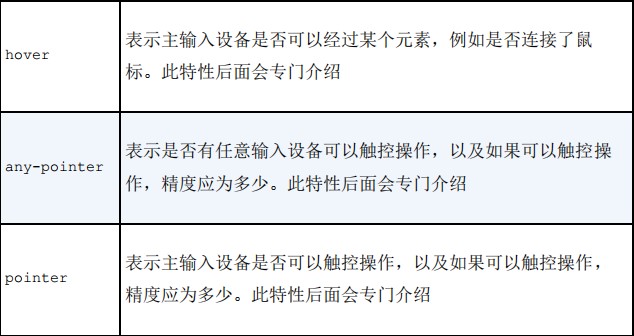 hover
表示主输入设备是否可以经过某个元素，例如是否连接了鼠
标。此特性后面会专门介绍
any-pointer
表示是否有任意输入设备可以触控操作，以及如果可以触控操
作，精度应为多少。此特性后面会专门介绍
pointer
表示主输入设备是否可以触控操作，以及如果可以触控操作，
精度应为多少。此特性后面会专门介绍